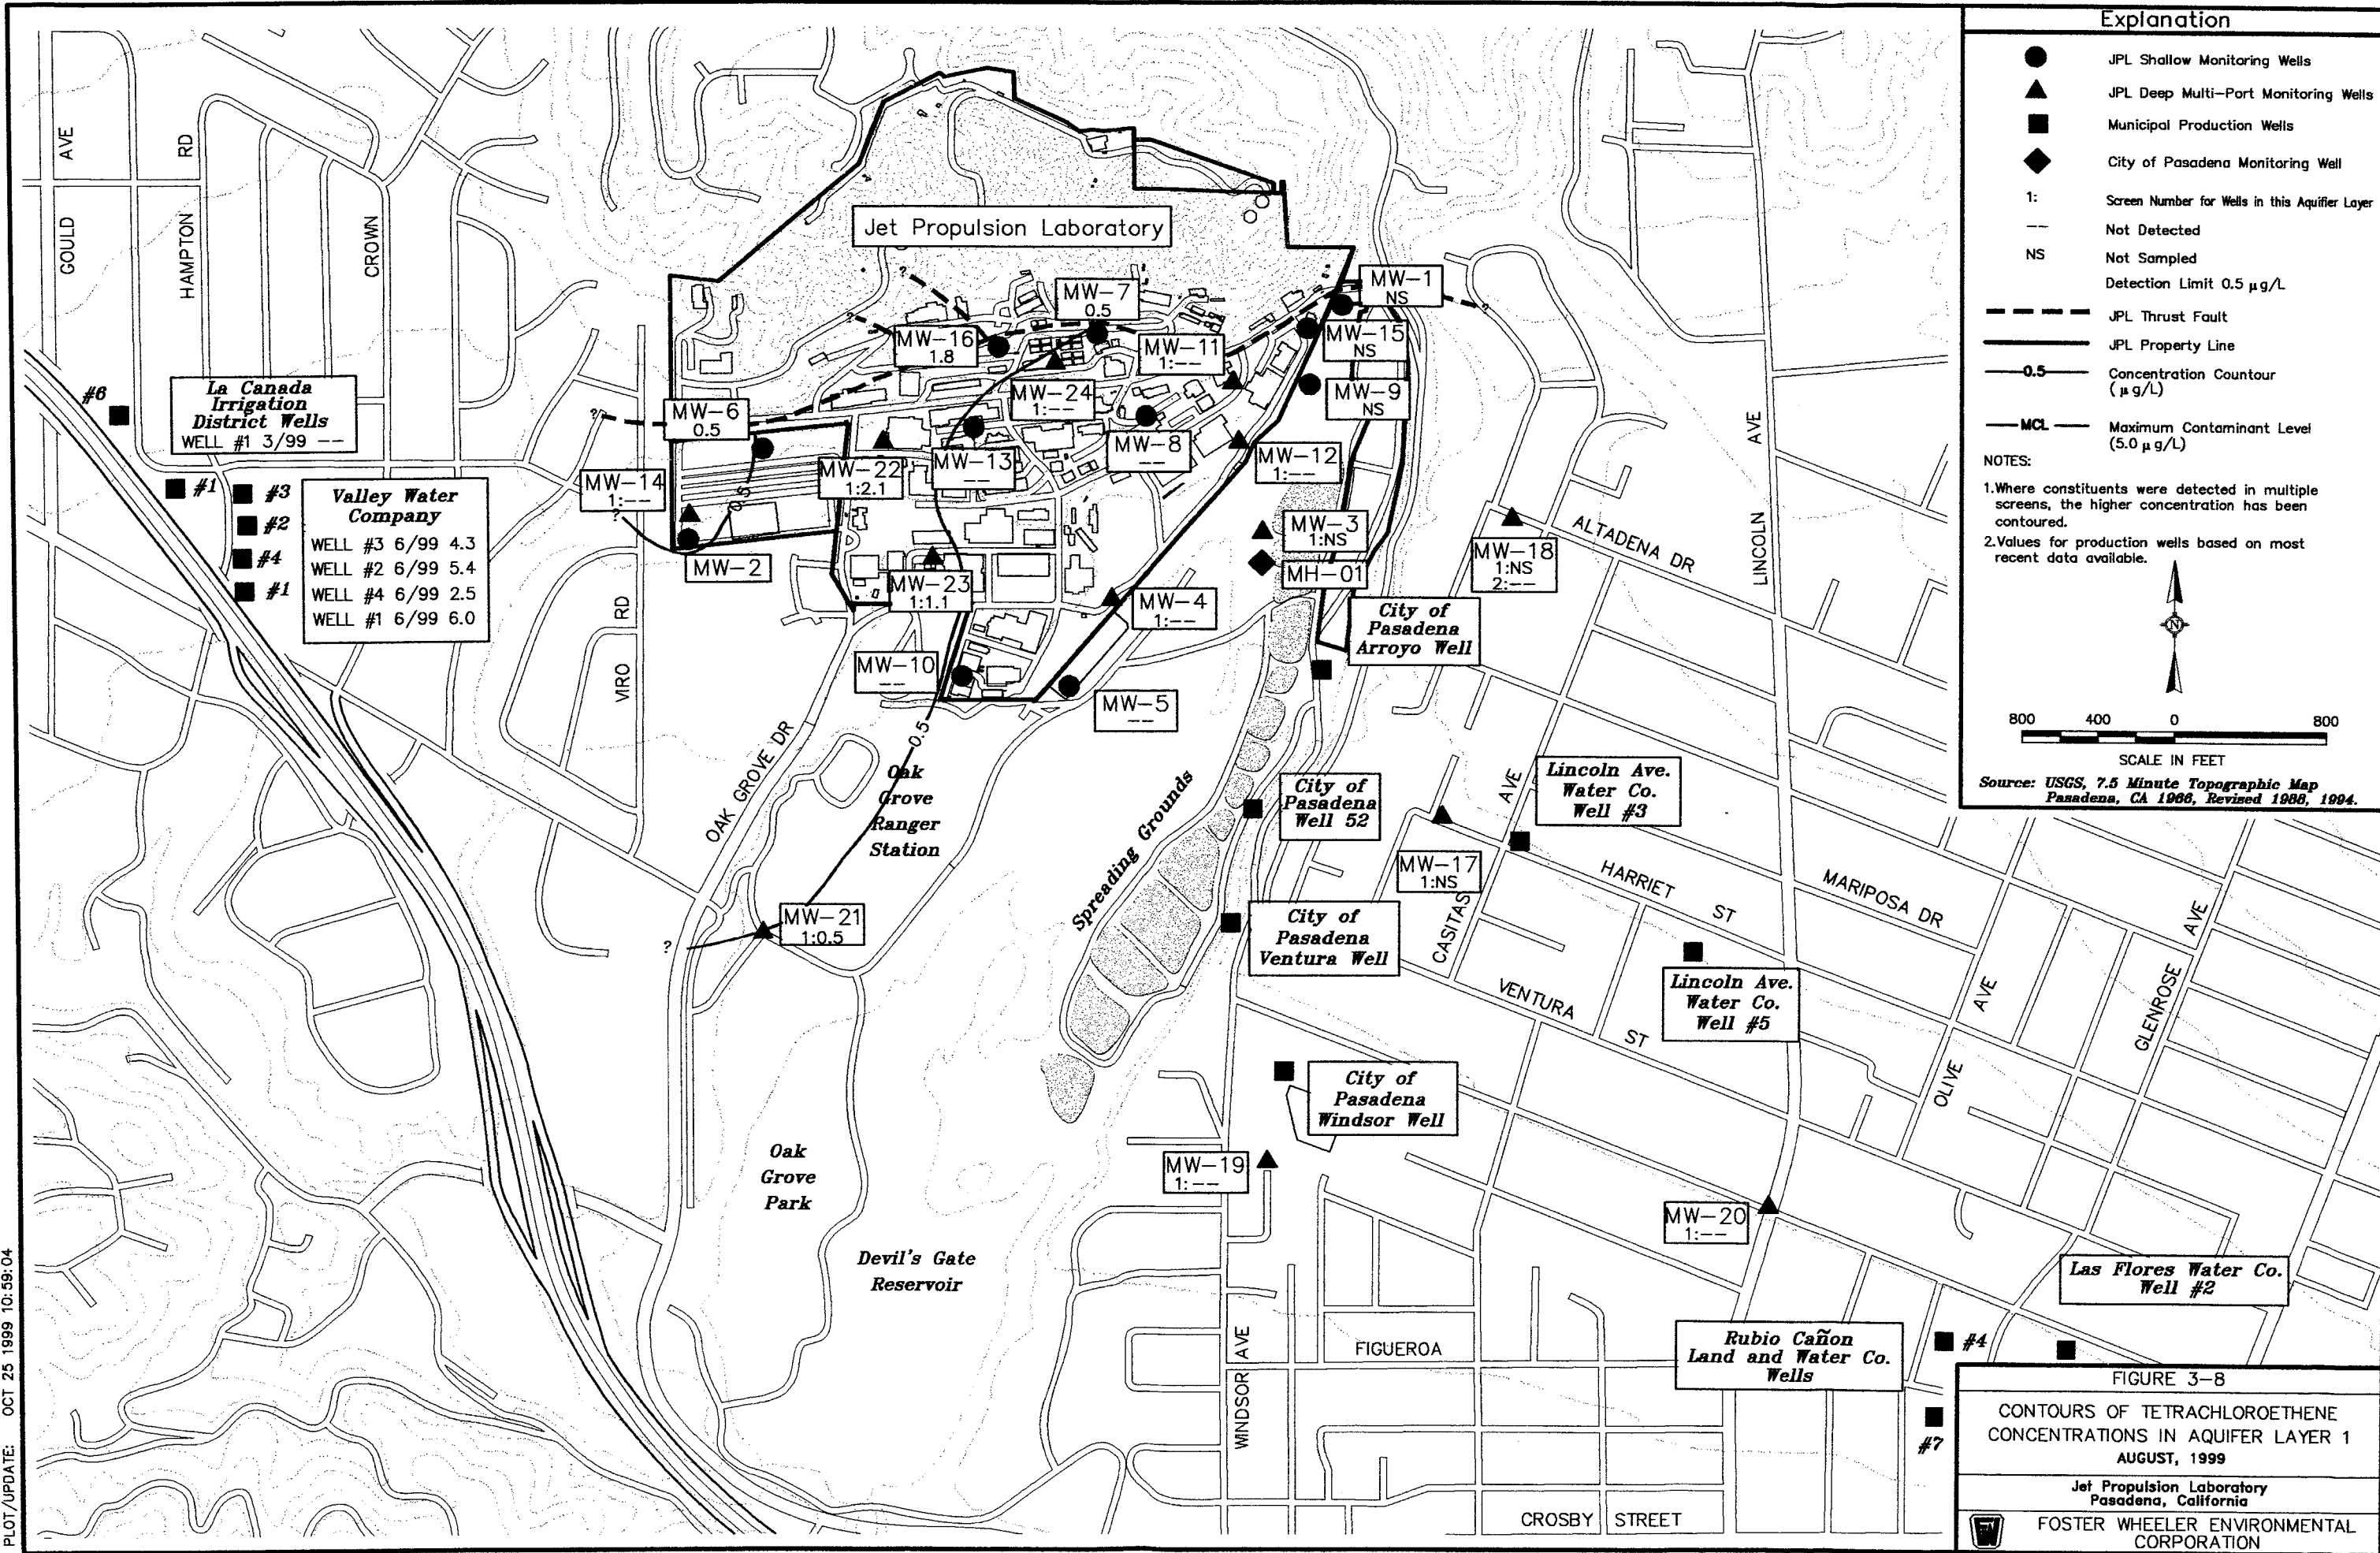 Explanation
JPL Shallow Monitoring Wells
JPL Deep Multi-Port Monitoring Wells
Municipal Production Wells
City of Pasadena Monitoring Well
1: Screen Number for Wells in this Aquifier Layer
-- Not Detected
NS Not Sampled
Detection Limit 0.5 µg/L
JPL Thrust Fault
JPL Property Line
0.5 Concentration Countour
(µg/L)
MCL Maximum Contaminant Level
(5.0 µg/L)
NOTES:
1.Where constituents were detected in multiple
screens, the higher concentration has been
contoured.
2.Values for production wells based on most
recent data available.
N
800 400 0 800
SCALE IN FEET
Source: USGS, 7.5 Minute Topographic Map
Pasadena, CA 1966, Revised 1988, 1994.
GOULD AVE
HAMPTON RD
CROWN
Jet Propulsion Laboratory
?
?
?
?
?
?
MW-7
0.5
MW-1
NS
MW-16
1.8
MW-11
1:--
MW-15
NS
MW-24
1:--
MW-9
NS
MW-6
0.5
#6
La Canada
Irrigation
District Wells
WELL #1 3/99 --
MW-14
1:--
MW-22
1:2.1
MW-13
--
MW-8
--
MW-12
1:--
#1
#3
#2
#4
#1
Valley Water
Company
WELL #3 6/99 4.3
WELL #2 6/99 5.4
WELL #4 6/99 2.5
WELL #1 6/99 6.0
0.5
MW-2
MW-3
1:NS
MH-01
MW-18
1:NS
2:--
ALTADENA DR
LINCOLN AVE
MW-23
1:1.1
MW-4
1:--
City of
Pasadena
Arroyo Well
VIRO RD
MW-10
--
MW-5
--
0.5
OAK GROVE DR
Oak
Grove
Ranger
Station
Spreading Grounds
City of
Pasadena
Well 52
Lincoln Ave.
Water Co.
Well #3
MW-17
1:NS
CASITAS AVE
HARRIET ST
MARIPOSA DR
MW-21
1:0.5
City of
Pasadena
Ventura Well
VENTURA ST
Lincoln Ave.
Water Co.
Well #5
OLIVE AVE
GLENROSE AVE
City of
Pasadena
Windsor Well
Oak
Grove
Park
MW-19
1:--
MW-20
1:--
Devil's Gate
Reservoir
Las Flores Water Co.
Well #2
WINDSOR AVE
FIGUEROA
Rubio Cañon
Land and Water Co.
Wells
#4
#7
CROSBY STREET
FIGURE 3-8
CONTOURS OF TETRACHLOROETHENE
CONCENTRATIONS IN AQUIFER LAYER 1
AUGUST, 1999
Jet Propulsion Laboratory
Pasadena, California
FOSTER WHEELER ENVIRONMENTAL
CORPORATION
PLOT/UPDATE: OCT 25 1999 10:59:04